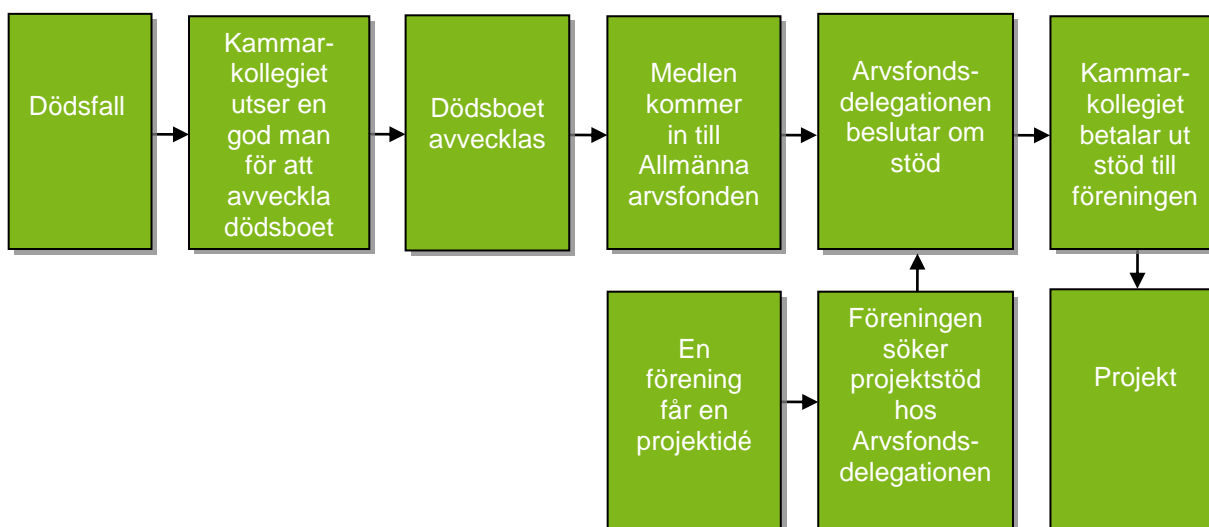 Dödsfall
Kammar-
kollegiet
utser en
god man
för att
avveckla
dödsboet
Dödsboet
avvecklas
Medlen
kommer
in till
Allmänna
arvsfonden
Arvsfonds-
delegationen
beslutar om
stöd
Kammar-
kollegiet
betalar ut
stöd till
föreningen
En
förening
får en
projektidé
Föreningen
söker
projektstöd
hos
Arvsfonds-
delegationen
Projekt